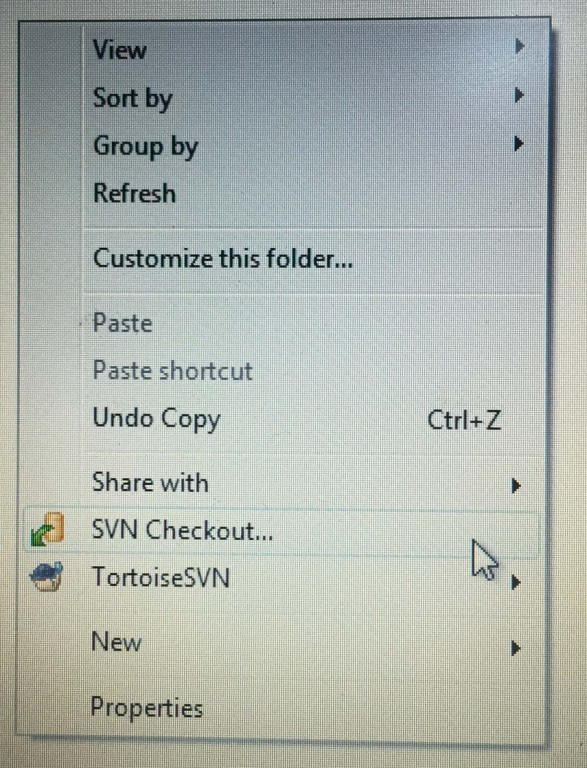 View
Sort by
Group by
Refresh
Customize this folder...
Paste
Paste shortcut
Undo Copy Ctrl+Z
Share with
SVN Checkout...
TortoiseSVN
New
Properties